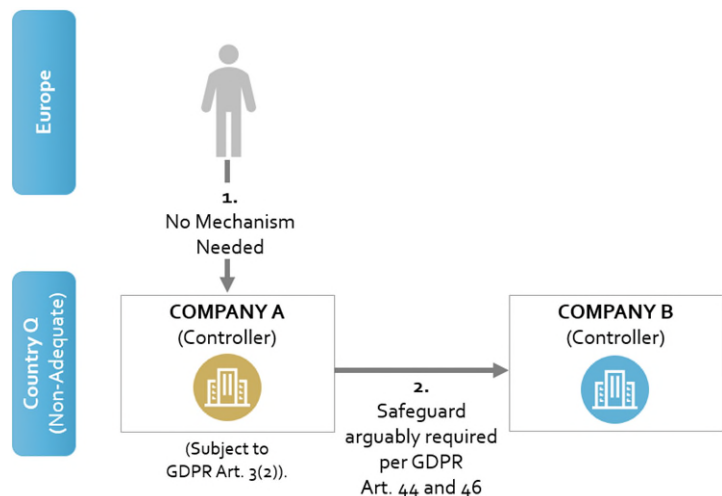 Europe
1.
No Mechanism
Needed
Country Q
(Non-Adequate)
COMPANY A
(Controller)
(Subject to
GDPR Art. 3(2)).
2.
Safeguard
arguably required
per GDPR
Art. 44 and 46
COMPANY B
(Controller)